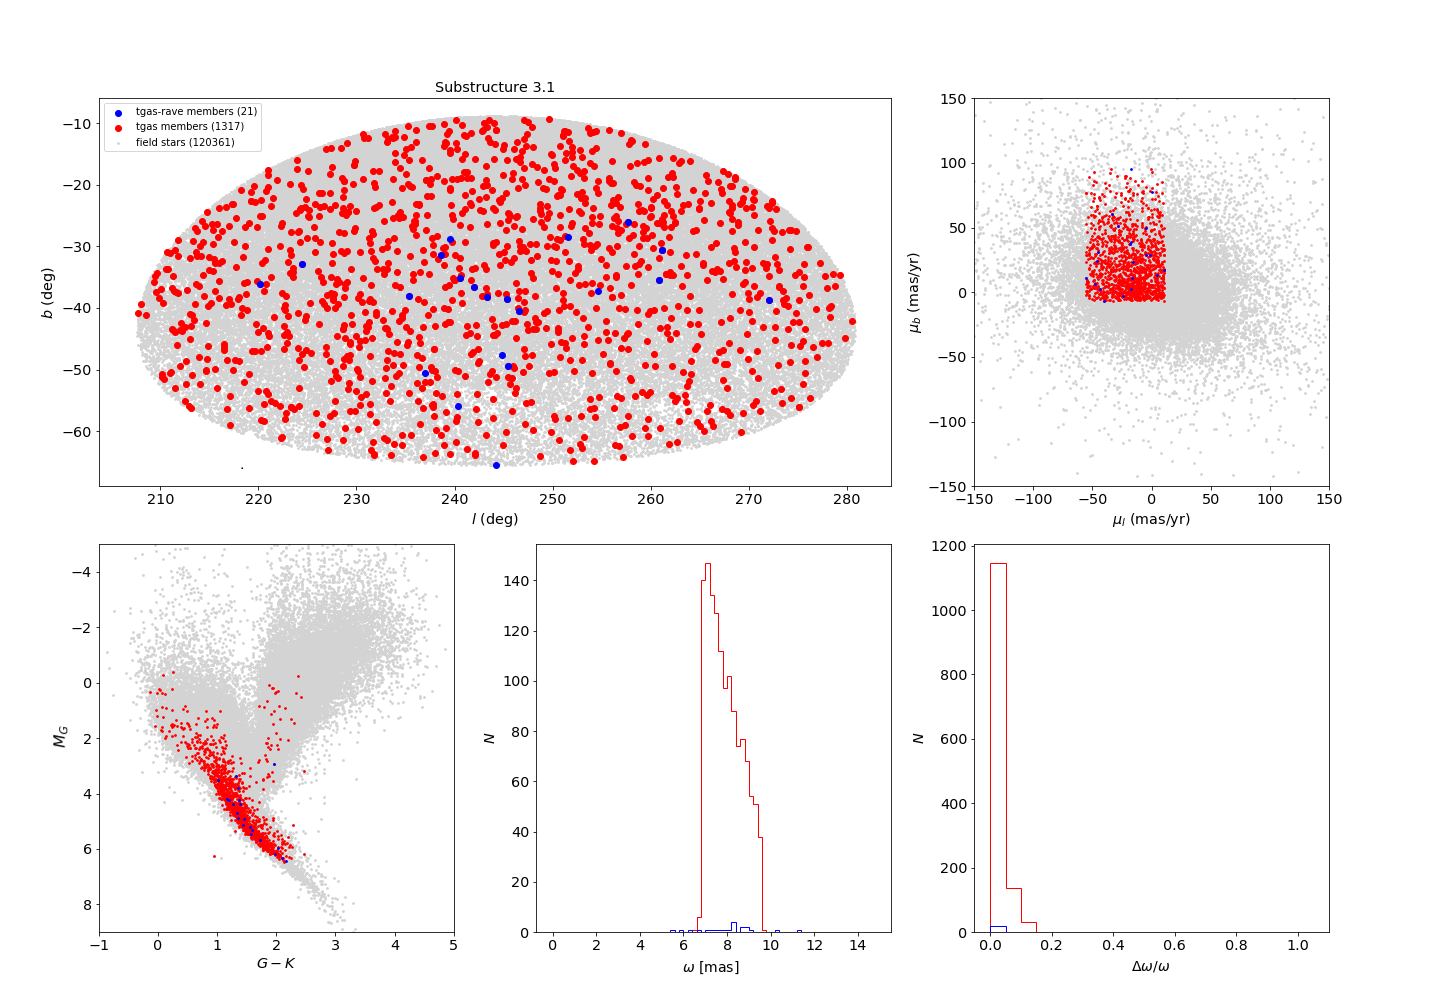 Substructure 3.1
tgas-rave members (21)
tgas members (1317)
field stars (120361)
−10
−20
−30
−40
−50
−60
b (deg)
210 220 230 240 250 260 270 280
l (deg)
150
100
50
0
−50
−100
−150
μ_b (mas/yr)
−150 −100 −50 0 50 100 150
μ_l (mas/yr)
−4
−2
0
2
4
6
8
M_G
−1 0 1 2 3 4 5
G − K
140
120
100
80
60
40
20
0
N
0 2 4 6 8 10 12 14
ω [mas]
1200
1000
800
600
400
200
0
N
0.0 0.2 0.4 0.6 0.8 1.0
Δω/ω